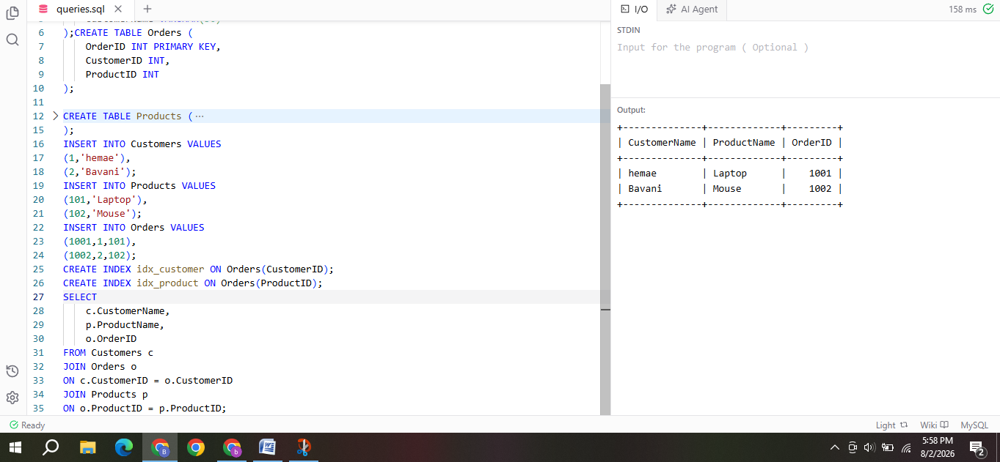 queries.sql
6 );CREATE TABLE Orders (
7     OrderID INT PRIMARY KEY,
8     CustomerID INT,
9     ProductID INT
10 );
11
12 CREATE TABLE Products ( ···
15 );
16 INSERT INTO Customers VALUES
17 (1,'hemae'),
18 (2,'Bavani');
19 INSERT INTO Products VALUES
20 (101,'Laptop'),
21 (102,'Mouse');
22 INSERT INTO Orders VALUES
23 (1001,1,101),
24 (1002,2,102);
25 CREATE INDEX idx_customer ON Orders(CustomerID);
26 CREATE INDEX idx_product ON Orders(ProductID);
27 SELECT
28     c.CustomerName,
29     p.ProductName,
30     o.OrderID
31 FROM Customers c
32 JOIN Orders o
33 ON c.CustomerID = o.CustomerID
34 JOIN Products p
35 ON o.ProductID = p.ProductID;
I/O AI Agent 158 ms
STDIN
Input for the program ( Optional )
Output:
+--------------+-------------+---------+
| CustomerName | ProductName | OrderID |
+--------------+-------------+---------+
| hemae        | Laptop      |    1001 |
| Bavani       | Mouse       |    1002 |
+--------------+-------------+---------+
Ready Light Wiki MySQL
5:58 PM
8/2/2026
2